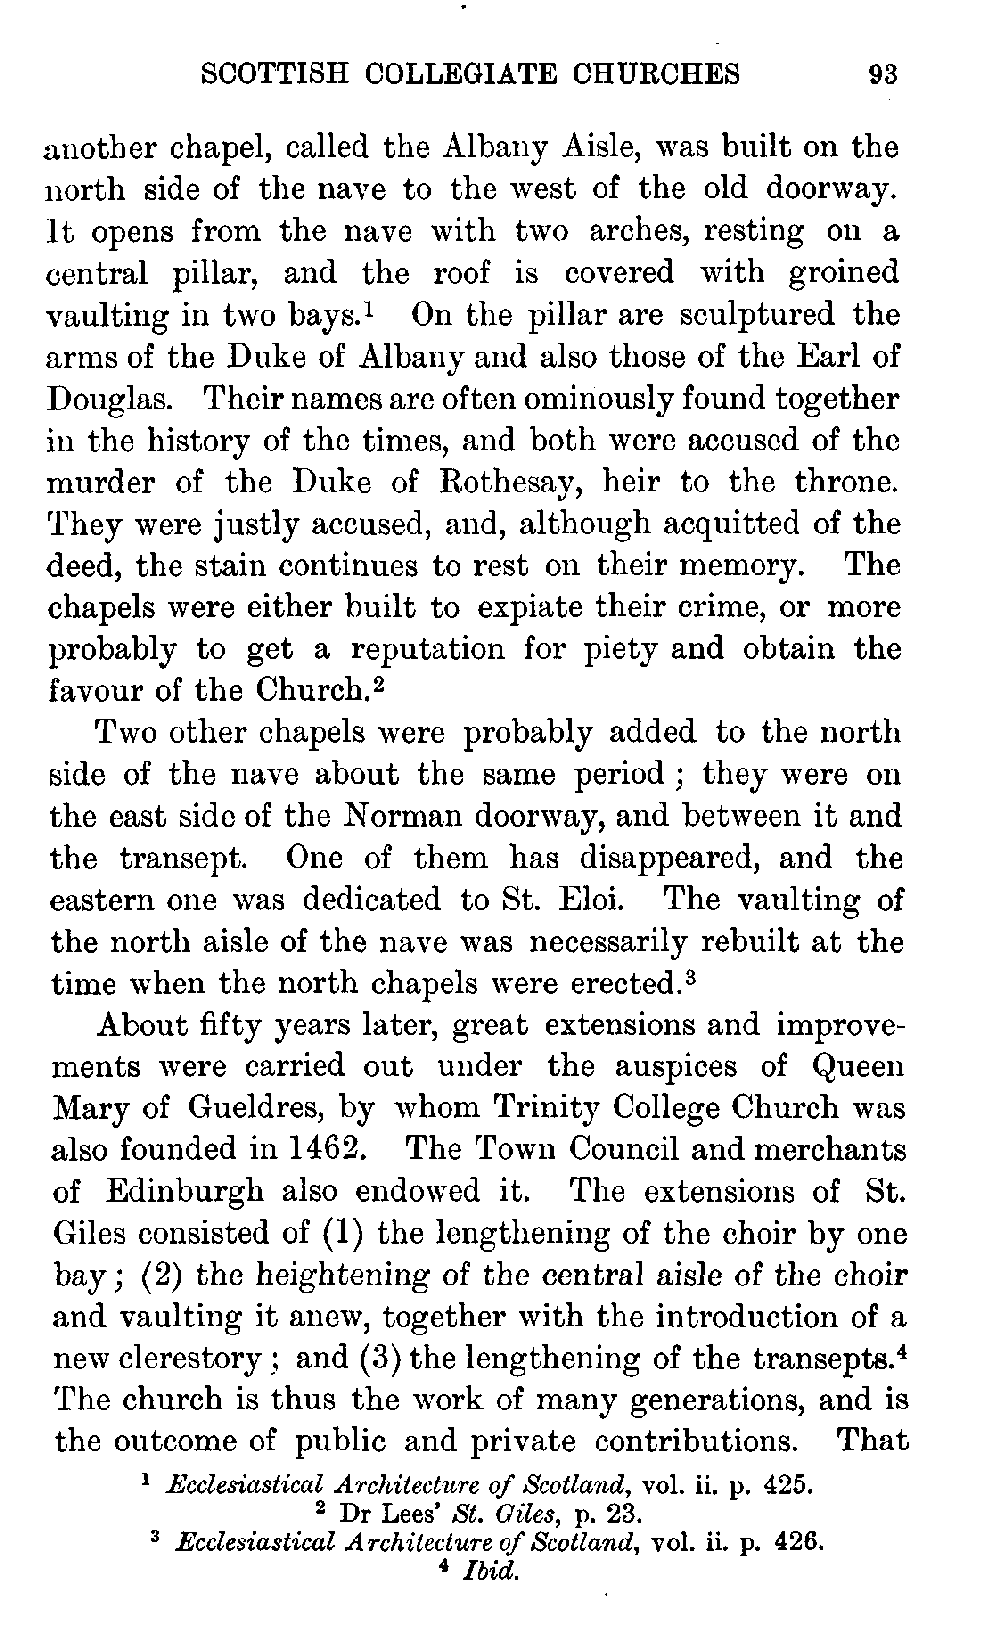 SCOTTISH COLLEGIATE CHURCHES 93
another chapel, called the Albany Aisle, was built on the
north side of the nave to the west of the old doorway.
It opens from the nave with two arches, resting on a
central pillar, and the roof is covered with groined
vaulting in two bays.¹ On the pillar are sculptured the
arms of the Duke of Albany and also those of the Earl of
Douglas. Their names are often ominously found together
in the history of the times, and both were accused of the
murder of the Duke of Rothesay, heir to the throne.
They were justly accused, and, although acquitted of the
deed, the stain continues to rest on their memory. The
chapels were either built to expiate their crime, or more
probably to get a reputation for piety and obtain the
favour of the Church.²
Two other chapels were probably added to the north
side of the nave about the same period ; they were on
the east side of the Norman doorway, and between it and
the transept. One of them has disappeared, and the
eastern one was dedicated to St. Eloi. The vaulting of
the north aisle of the nave was necessarily rebuilt at the
time when the north chapels were erected.³
About fifty years later, great extensions and improve-
ments were carried out under the auspices of Queen
Mary of Gueldres, by whom Trinity College Church was
also founded in 1462. The Town Council and merchants
of Edinburgh also endowed it. The extensions of St.
Giles consisted of (1) the lengthening of the choir by one
bay ; (2) the heightening of the central aisle of the choir
and vaulting it anew, together with the introduction of a
new clerestory ; and (3) the lengthening of the transepts.⁴
The church is thus the work of many generations, and is
the outcome of public and private contributions. That
¹ Ecclesiastical Architecture of Scotland, vol. ii. p. 425.
² Dr Lees' St. Giles, p. 23.
³ Ecclesiastical Architecture of Scotland, vol. ii. p. 426.
⁴ Ibid.